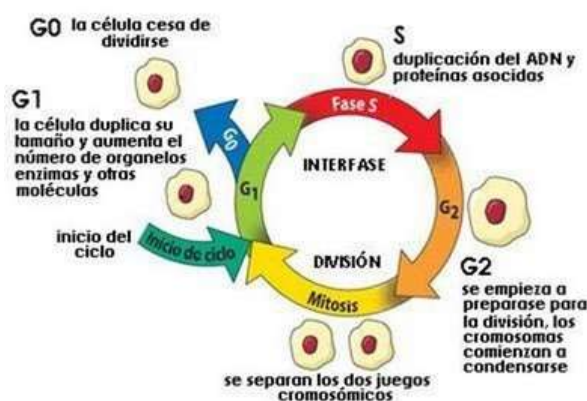 G0 la célula cesa de
dividirse
S
duplicación del ADN y
proteínas asocidas
G1
la célula duplica su
tamaño y aumenta el
número de organelos
enzimas y otras
moléculas
Fase S
G0
G1
INTERFASE
G2
inicio del
ciclo
Inicio de ciclo
DIVISIÓN
Mitosis
G2
se empieza a
preparase para
la división, los
cromosomas
comienzan a
condensarse
se separan los dos juegos
cromosómicos